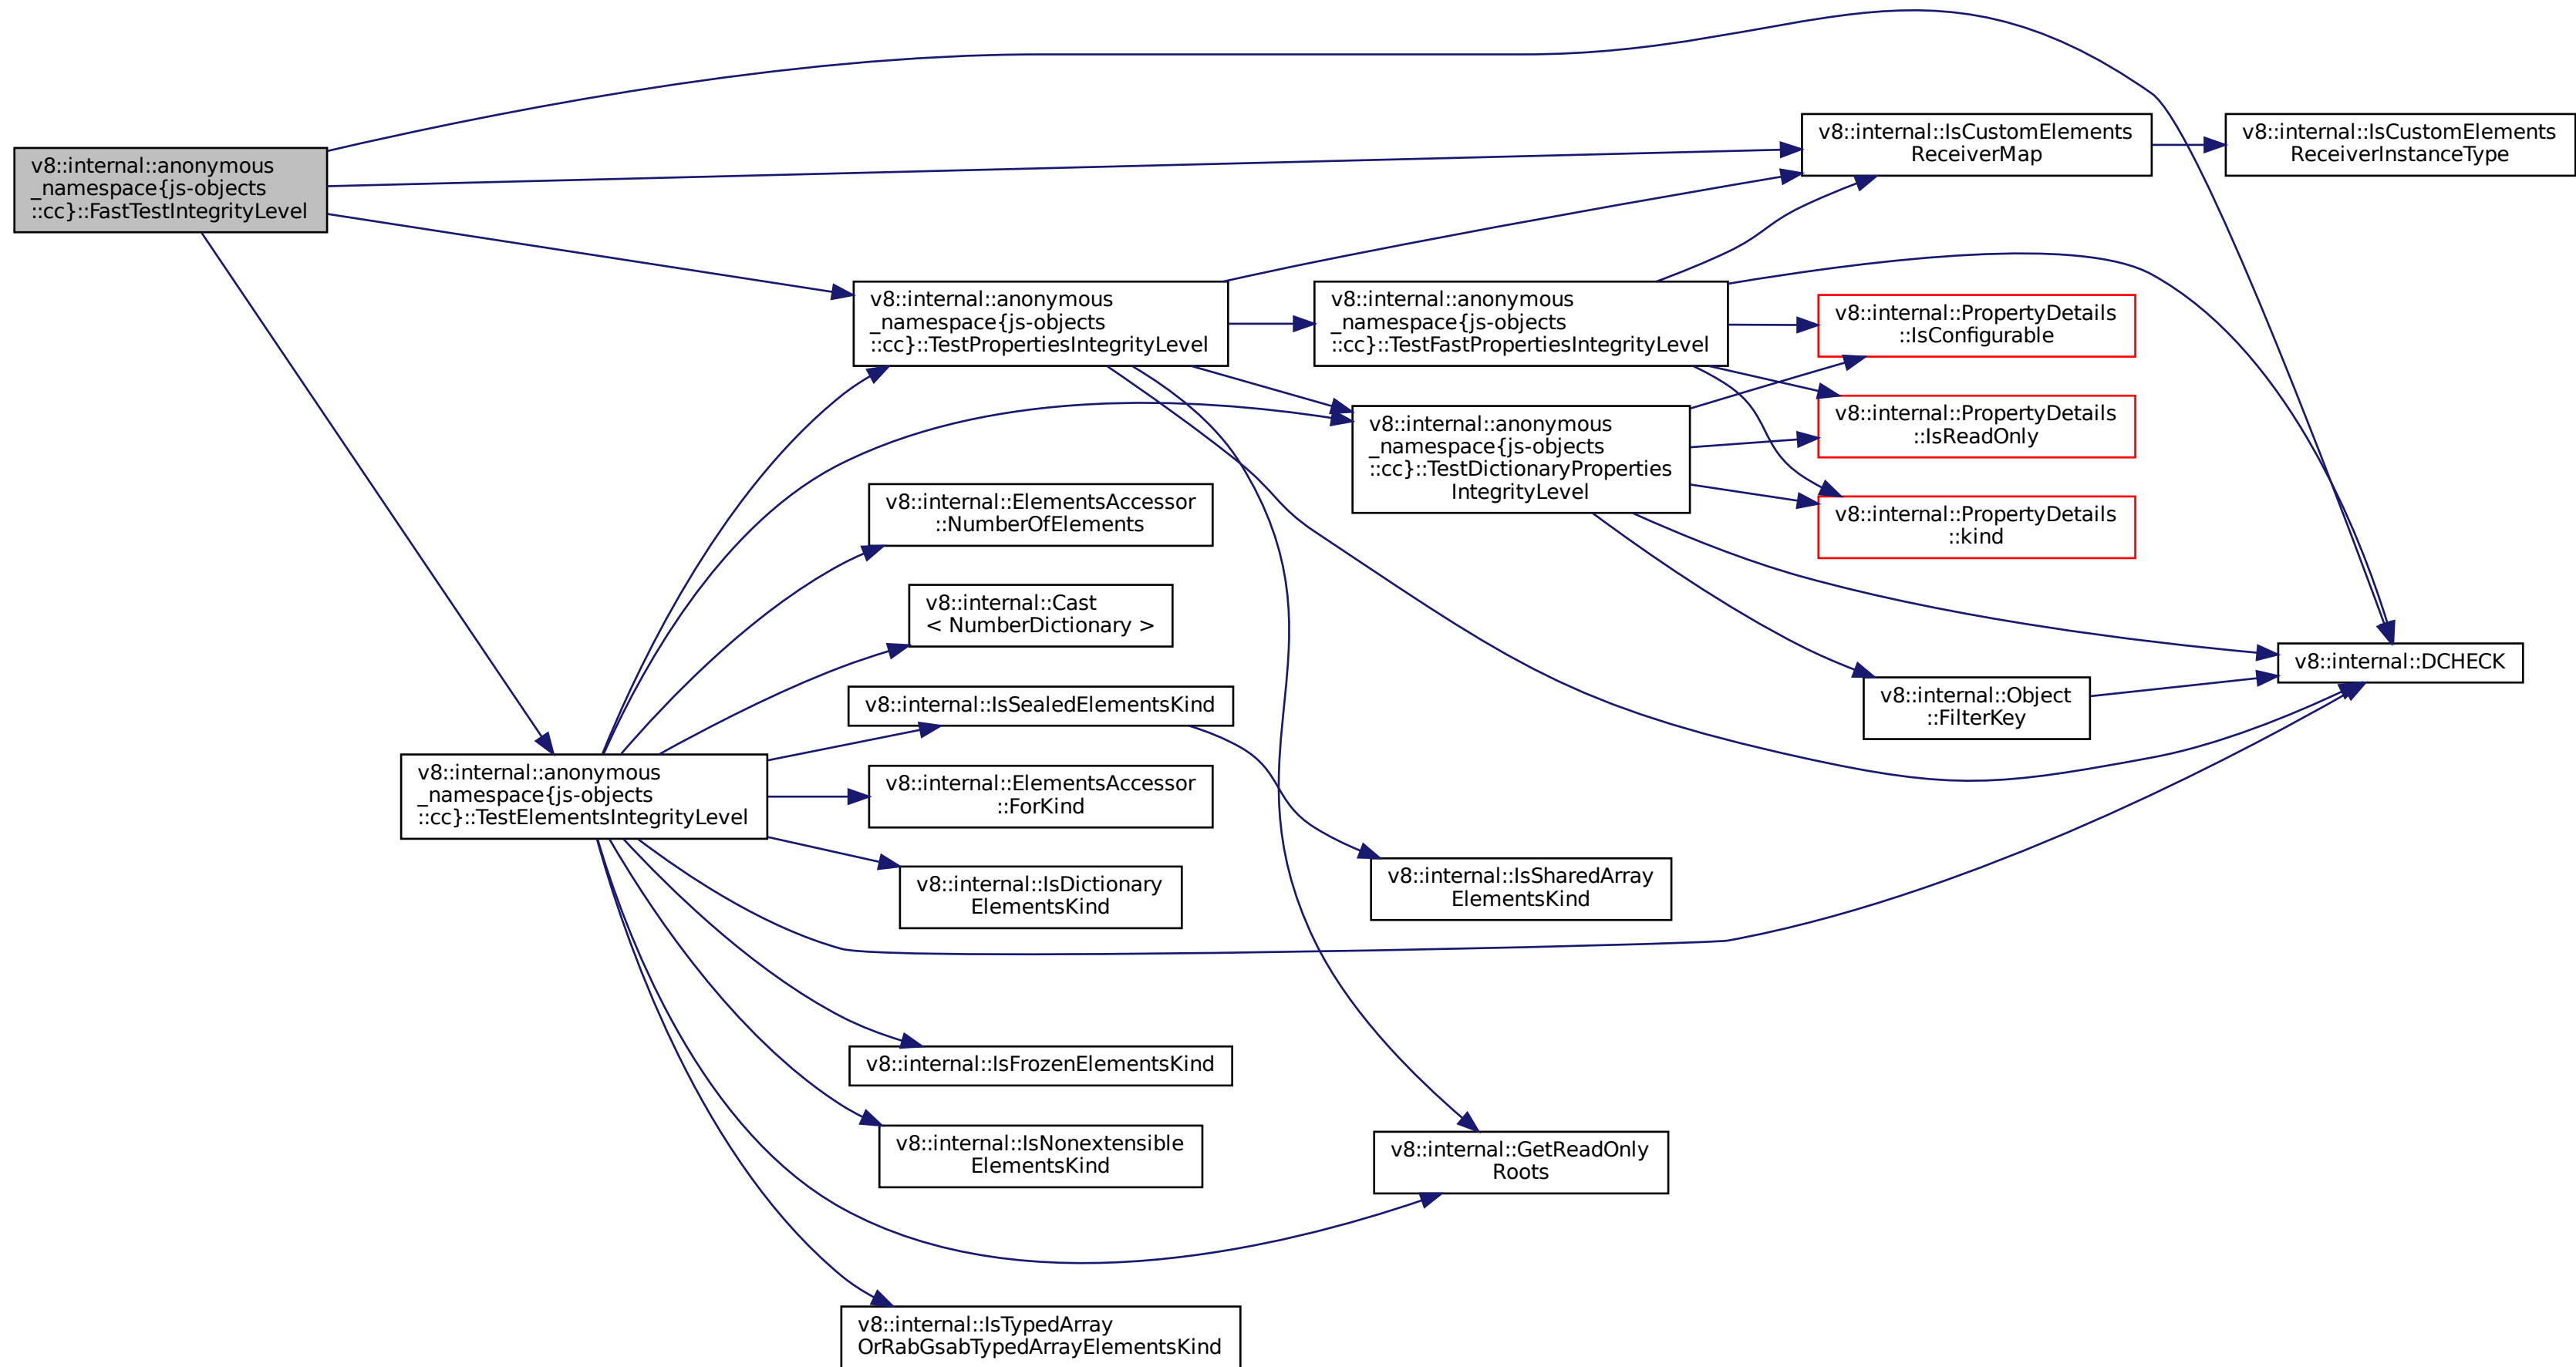 v8::internal::anonymous
_namespace{js-objects
::cc}::FastTestIntegrityLevel
v8::internal::IsCustomElements
ReceiverMap
v8::internal::IsCustomElements
ReceiverInstanceType
v8::internal::anonymous
_namespace{js-objects
::cc}::TestPropertiesIntegrityLevel
v8::internal::anonymous
_namespace{js-objects
::cc}::TestFastPropertiesIntegrityLevel
v8::internal::PropertyDetails
::IsConfigurable
v8::internal::PropertyDetails
::IsReadOnly
v8::internal::anonymous
_namespace{js-objects
::cc}::TestDictionaryProperties
IntegrityLevel
v8::internal::PropertyDetails
::kind
v8::internal::ElementsAccessor
::NumberOfElements
v8::internal::Cast
< NumberDictionary >
v8::internal::DCHECK
v8::internal::Object
::FilterKey
v8::internal::IsSealedElementsKind
v8::internal::anonymous
_namespace{js-objects
::cc}::TestElementsIntegrityLevel
v8::internal::ElementsAccessor
::ForKind
v8::internal::IsDictionary
ElementsKind
v8::internal::IsSharedArray
ElementsKind
v8::internal::IsFrozenElementsKind
v8::internal::IsNonextensible
ElementsKind
v8::internal::GetReadOnly
Roots
v8::internal::IsTypedArray
OrRabGsabTypedArrayElementsKind